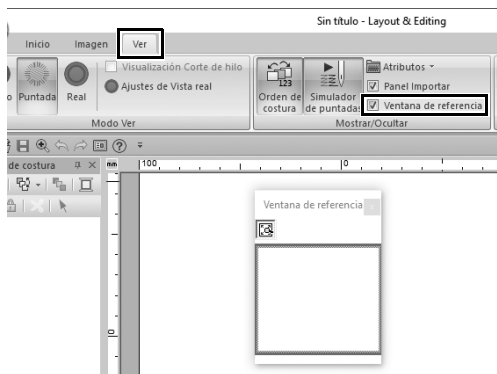 Sin título - Layout & Editing
Inicio Imagen Ver
Visualización Corte de hilo
Ajustes de Vista real
Puntada Real
Modo Ver
Orden de costura
Simulador de puntadas
Atributos
Panel Importar
Ventana de referencia
Mostrar/Ocultar
de costura
mm
100 0
Ventana de referencia